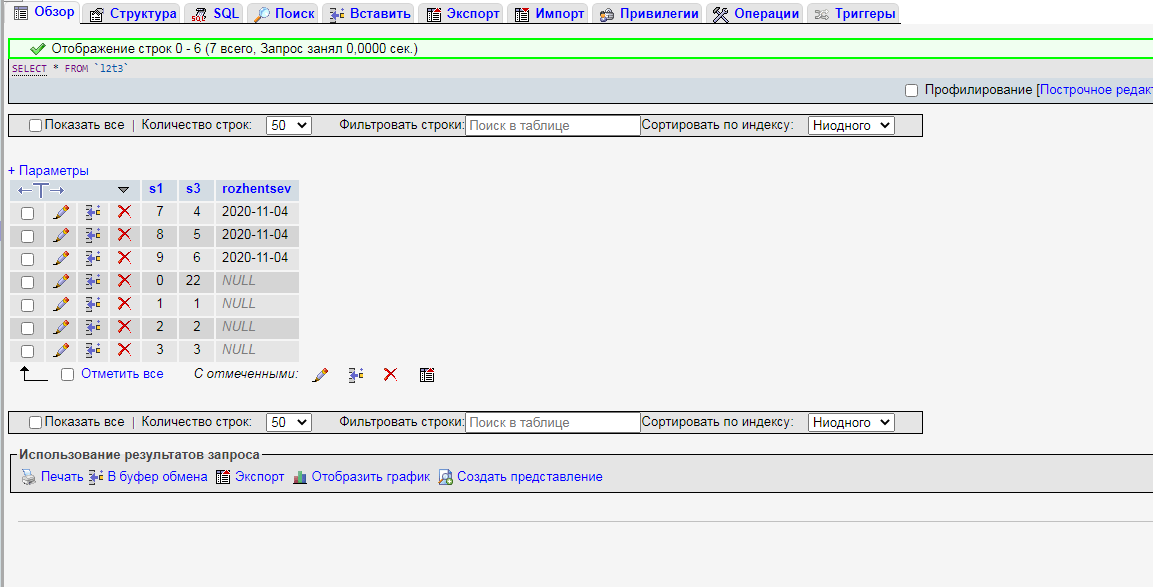 Обзор Структура SQL Поиск Вставить Экспорт Импорт Привилегии Операции Триггеры
Отображение строк 0 - 6 (7 всего, Запрос занял 0,0000 сек.)
SELECT * FROM `l2t3`
Профилирование [Построчное редакт
Показать все | Количество строк: 50 Фильтровать строки: Поиск в таблице Сортировать по индексу: Ниодного
+ Параметры
←T→ s1 s3 rozhentsev
7 4 2020-11-04
8 5 2020-11-04
9 6 2020-11-04
0 22 NULL
1 1 NULL
2 2 NULL
3 3 NULL
Отметить все С отмеченными:
Показать все | Количество строк: 50 Фильтровать строки: Поиск в таблице Сортировать по индексу: Ниодного
Использование результатов запроса
Печать В буфер обмена Экспорт Отобразить график Создать представление